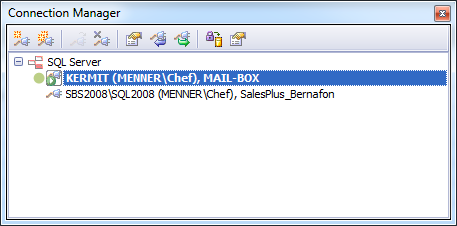 Connection Manager
SQL Server
KERMIT (MENNER\Chef), MAIL-BOX
SBS2008\SQL2008 (MENNER\Chef), SalesPlus_Bernafon